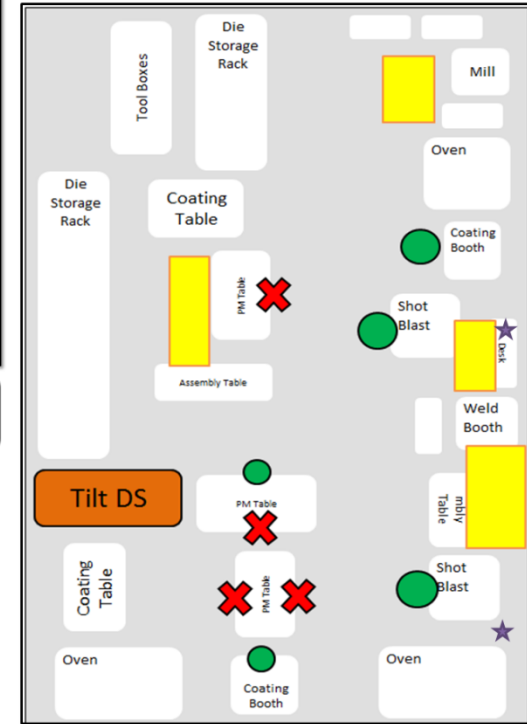 Die
Storage
Rack
Tool Boxes
Mill
Oven
Die
Storage
Rack
Coating
Table
Coating
Booth
PM Table
Shot
Blast
Desk
Assembly Table
Weld
Booth
Tilt DS
PM Table
mbly
Table
Coating
Table
PM Table
Shot
Blast
Oven
Coating
Booth
Oven